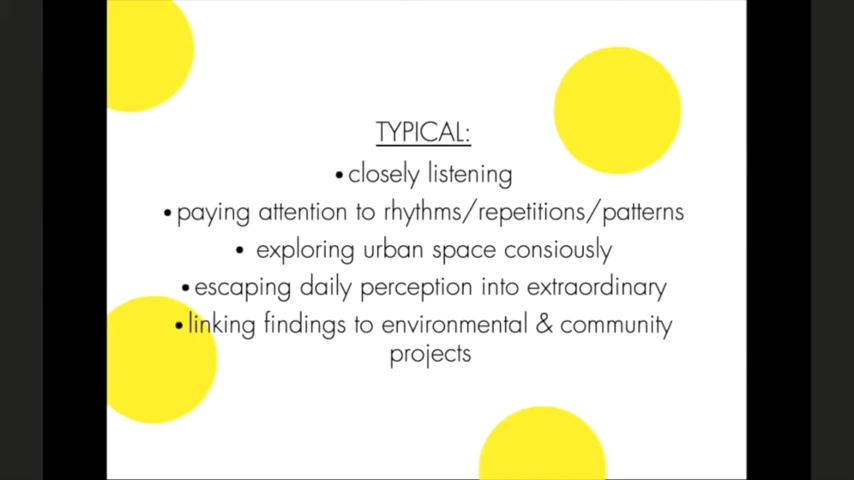 TYPICAL:
•closely listening
•paying attention to rhythms/repetitions/patterns
• exploring urban space consiously
•escaping daily perception into extraordinary
•linking findings to environmental & community
projects